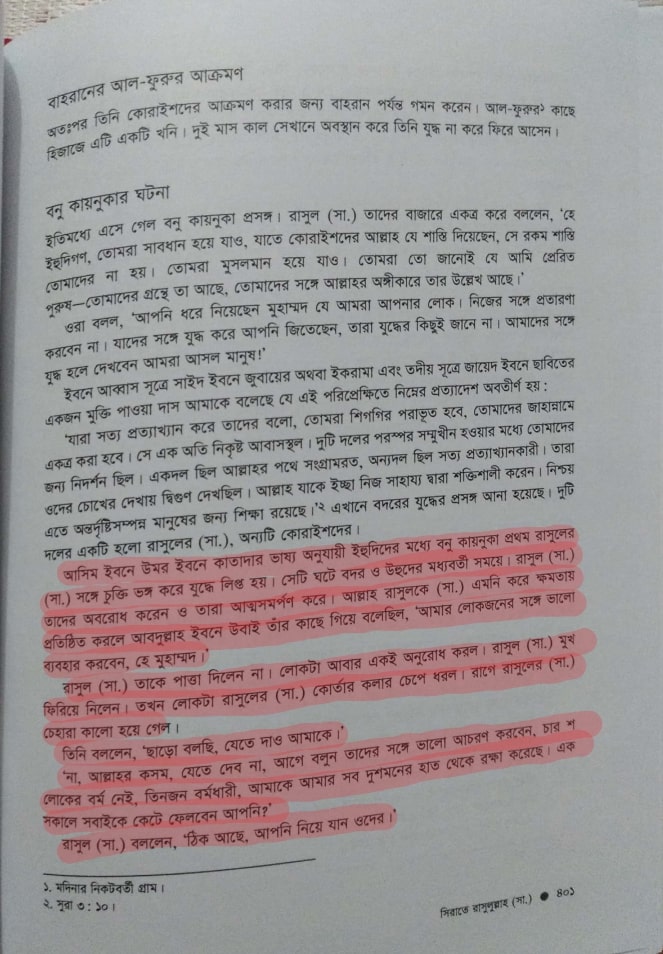 বাহরানের আল-ফুরুর আক্রমণ
অতঃপর তিনি কোরাইশদের আক্রমণ করার জন্য বাহরান পর্যন্ত গমন করেন। আল-ফুরুর১ কাছে
হিজাজে এটি একটি খনি। দুই মাস কাল সেখানে অবস্থান করে তিনি যুদ্ধ না করে ফিরে আসেন।
বনু কায়নুকার ঘটনা
ইতিমধ্যে এসে গেল বনু কায়নুকা প্রসঙ্গ। রাসুল (সা.) তাদের বাজারে একত্র করে বললেন, ‘হে
ইহুদিগণ, তোমরা সাবধান হয়ে যাও, যাতে কোরাইশদের আল্লাহ যে শাস্তি দিয়েছেন, সে রকম শাস্তি
তোমাদের না হয়। তোমরা মুসলমান হয়ে যাও। তোমরা তো জানোই যে আমি প্রেরিত
পুরুষ—তোমাদের গ্রন্থে তা আছে, তোমাদের সঙ্গে আল্লাহর অঙ্গীকারে তার উল্লেখ আছে।’
ওরা বলল, ‘আপনি ধরে নিয়েছেন মুহাম্মদ যে আমরা আপনার লোক। নিজের সঙ্গে প্রতারণা
করবেন না। যাদের সঙ্গে যুদ্ধ করে আপনি জিতেছেন, তারা যুদ্ধের কিছুই জানে না। আমাদের সঙ্গে
যুদ্ধ হলে দেখবেন আমরা আসল মানুষ!’
ইবনে আব্বাস সূত্রে সাইদ ইবনে জুবায়ের অথবা ইকরামা এবং তদীয় সূত্রে জায়েদ ইবনে ছাবিতের
একজন মুক্তি পাওয়া দাস আমাকে বলেছে যে এই পরিপ্রেক্ষিতে নিম্নের প্রত্যাদেশ অবতীর্ণ হয় :
‘যারা সত্য প্রত্যাখ্যান করে তাদের বলো, তোমরা শিগগির পরাভূত হবে, তোমাদের জাহান্নামে
একত্র করা হবে। সে এক অতি নিকৃষ্ট আবাসস্থল। দুটি দলের পরস্পর সম্মুখীন হওয়ার মধ্যে তোমাদের
জন্য নিদর্শন ছিল। একদল ছিল আল্লাহর পথে সংগ্রামরত, অন্যদল ছিল সত্য প্রত্যাখ্যানকারী। তারা
ওদের চোখের দেখায় দ্বিগুণ দেখছিল। আল্লাহ যাকে ইচ্ছা নিজ সাহায্য দ্বারা শক্তিশালী করেন। নিশ্চয়
এতে অন্তর্দৃষ্টিসম্পন্ন মানুষের জন্য শিক্ষা রয়েছে।’২ এখানে বদরের যুদ্ধের প্রসঙ্গ আনা হয়েছে। দুটি
দলের একটি হলো রাসুলের (সা.), অন্যটি কোরাইশদের।
আসিম ইবনে উমর ইবনে কাতাদার ভাষ্য অনুযায়ী ইহুদিদের মধ্যে বনু কায়নুকা প্রথম রাসুলের
(সা.) সঙ্গে চুক্তি ভঙ্গ করে যুদ্ধে লিপ্ত হয়। সেটি ঘটে বদর ও উহুদের মধ্যবর্তী সময়ে। রাসুল (সা.)
তাদের অবরোধ করেন ও তারা আত্মসমর্পণ করে। আল্লাহ রাসুলকে (সা.) এমনি করে ক্ষমতায়
প্রতিষ্ঠিত করলে আবদুল্লাহ ইবনে উবাই তাঁর কাছে গিয়ে বলেছিল, ‘আমার লোকজনের সঙ্গে ভালো
ব্যবহার করবেন, হে মুহাম্মদ।’
রাসুল (সা.) তাকে পাত্তা দিলেন না। লোকটা আবার একই অনুরোধ করল। রাসুল (সা.) মুখ
ফিরিয়ে নিলেন। তখন লোকটা রাসুলের (সা.) কোর্তার কলার চেপে ধরল। রাগে রাসুলের (সা.)
চেহারা কালো হয়ে গেল।
তিনি বললেন, ‘ছাড়ো বলছি, যেতে দাও আমাকে।’
‘না, আল্লাহর কসম, যেতে দেব না, আগে বলুন তাদের সঙ্গে ভালো আচরণ করবেন, চার শ
লোকের বর্ম নেই, তিনজন বর্মধারী, আমাকে আমার সব দুশমনের হাত থেকে রক্ষা করেছে। এক
সকালে সবাইকে কেটে ফেলবেন আপনি?’
রাসুল (সা.) বললেন, ‘ঠিক আছে, আপনি নিয়ে যান ওদের।’
১. মদিনার নিকটবর্তী গ্রাম।
২. সুরা ৩ : ১০।
সিরাতে রাসুলুল্লাহ (সা.) ● ৪০১